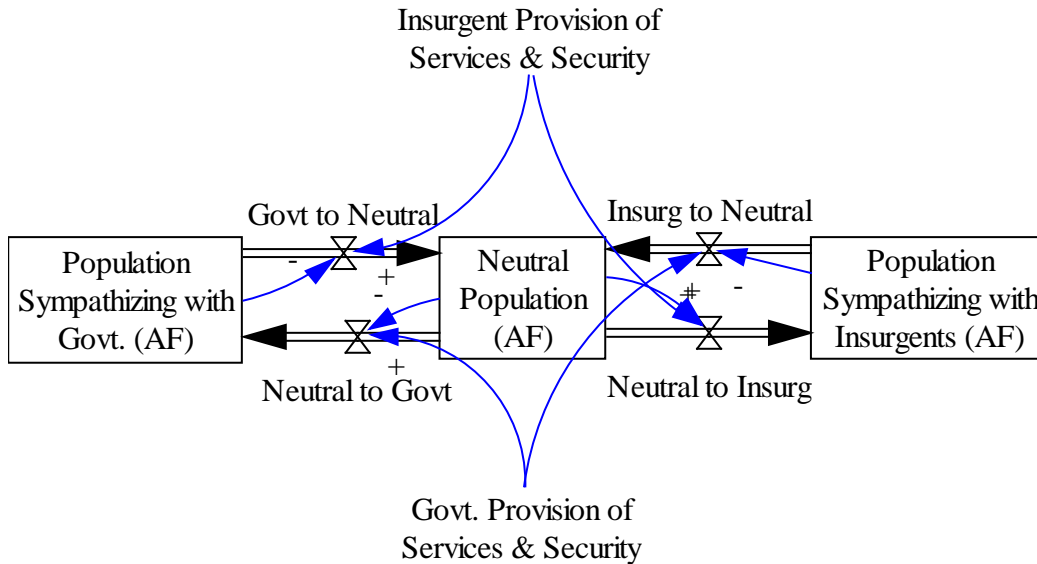 Insurgent Provision of
Services & Security
Govt to Neutral
Insurg to Neutral
Population
Sympathizing with
Govt. (AF)
Neutral
Population
(AF)
Population
Sympathizing with
Insurgents (AF)
-
+
-
+
+
+
-
Neutral to Govt
Neutral to Insurg
Govt. Provision of
Services & Security